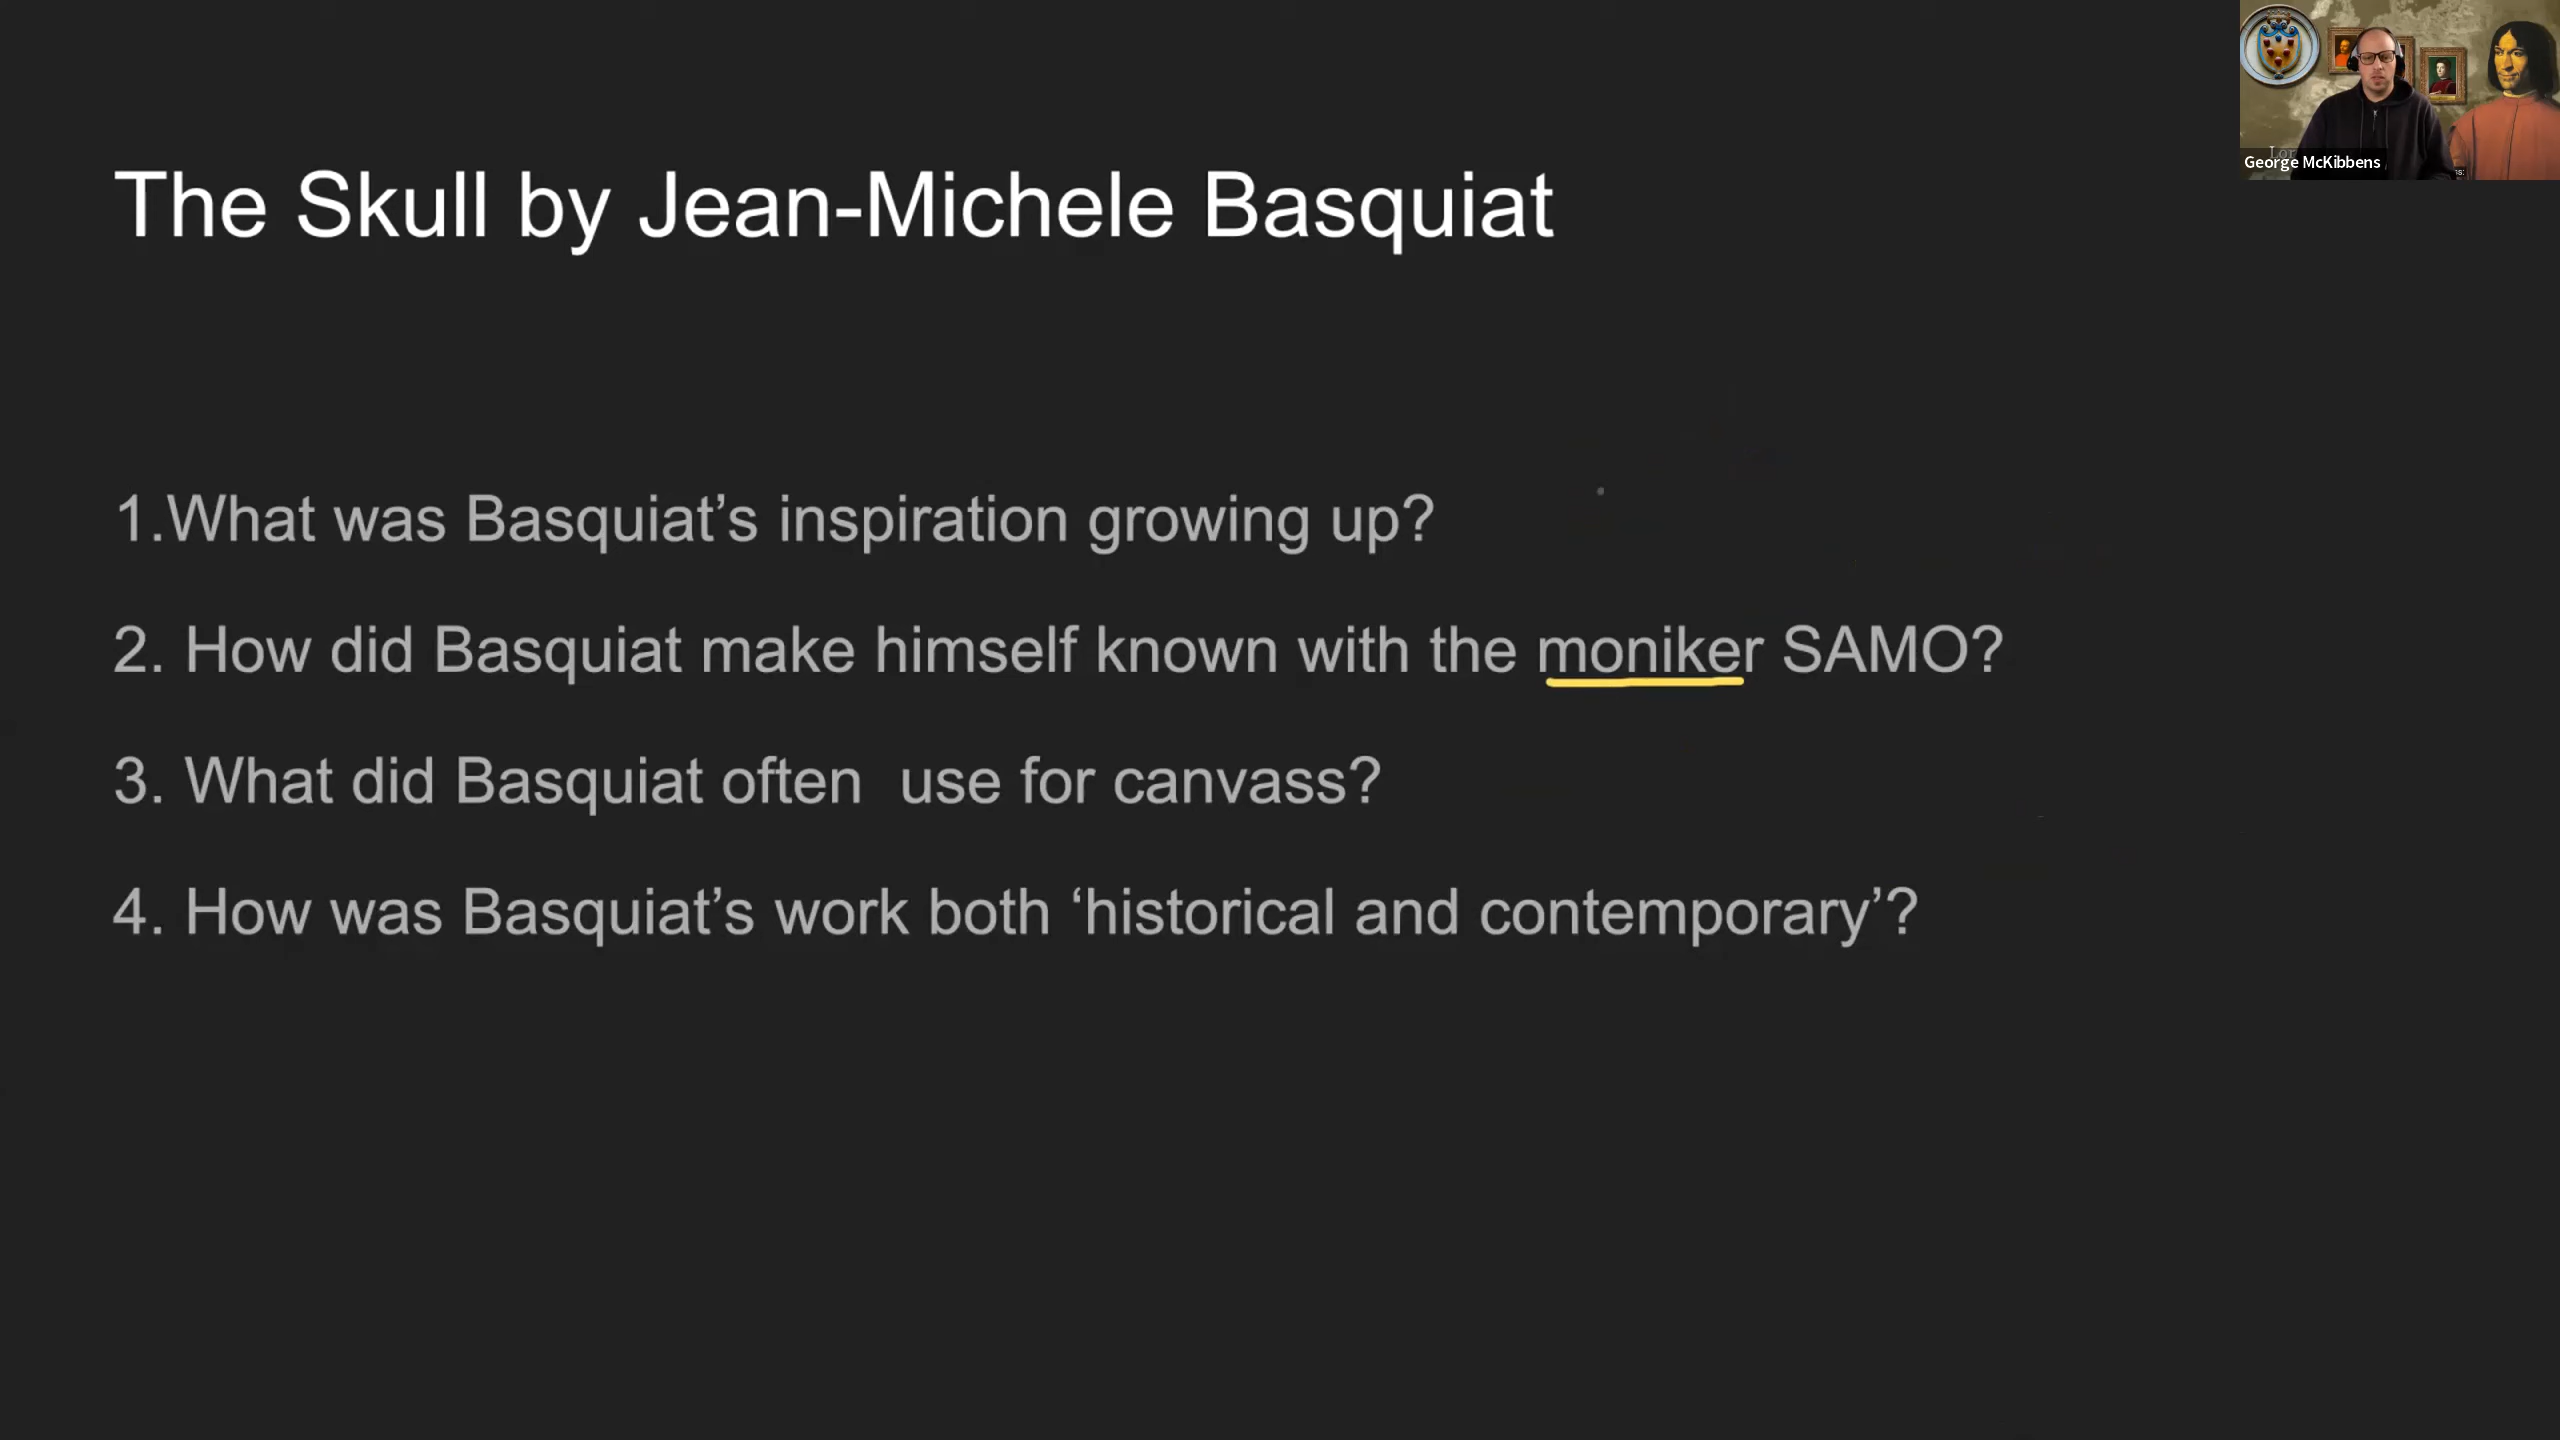 The Skull by Jean-Michele Basquiat
George McKibbens
1.What was Basquiat’s inspiration growing up?
2. How did Basquiat make himself known with the moniker SAMO?
3. What did Basquiat often  use for canvass?
4. How was Basquiat’s work both ‘historical and contemporary’?